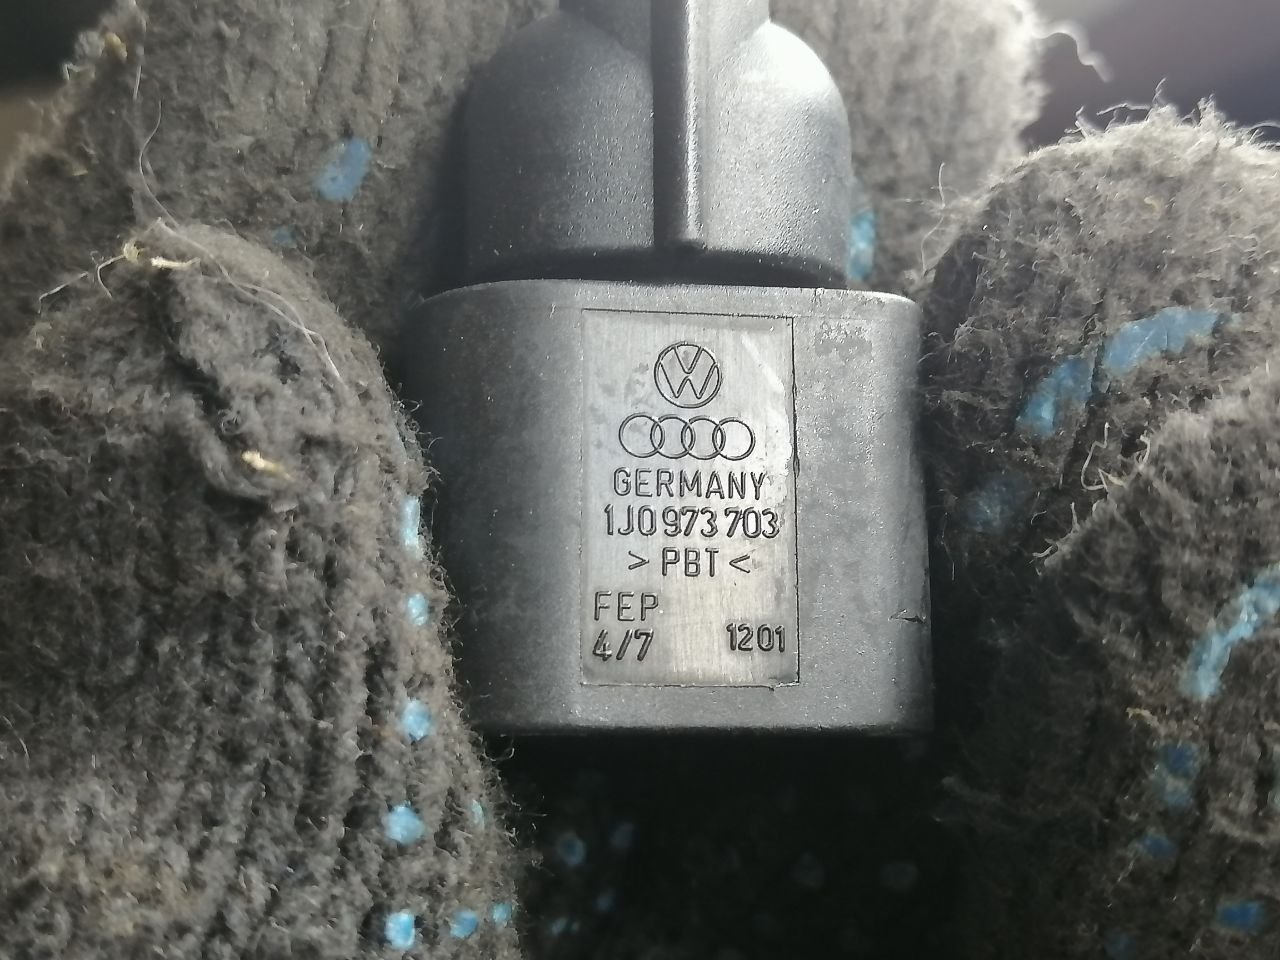 GERMANY
1J0 973 703
> PBT <
FEP
4/7 1201